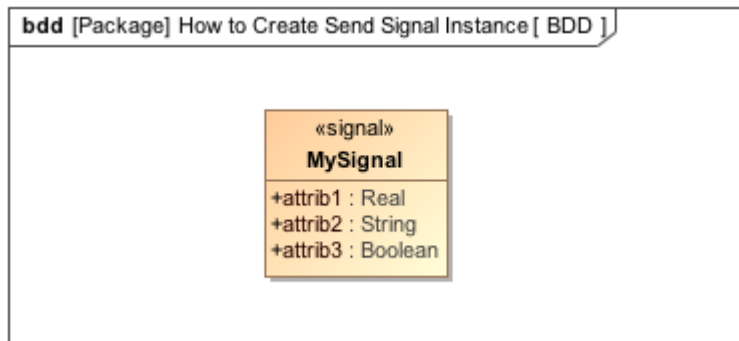 bdd [Package] How to Create Send Signal Instance [ BDD ]
«signal»
MySignal
+attrib1 : Real
+attrib2 : String
+attrib3 : Boolean